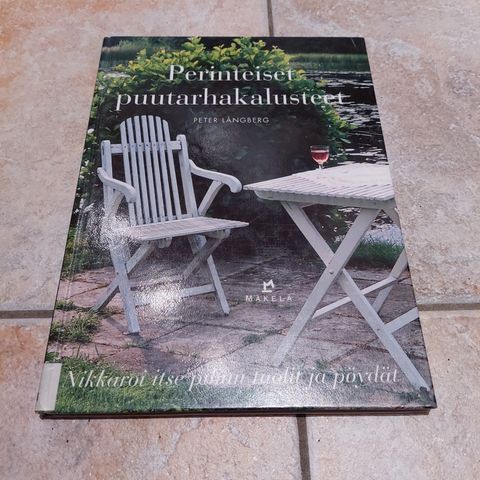 Perinteiset
puutarhakalusteet
PETER LÅNGBERG
MÄKELÄ
Nikkaroi itse pihan tuolit ja pöydät